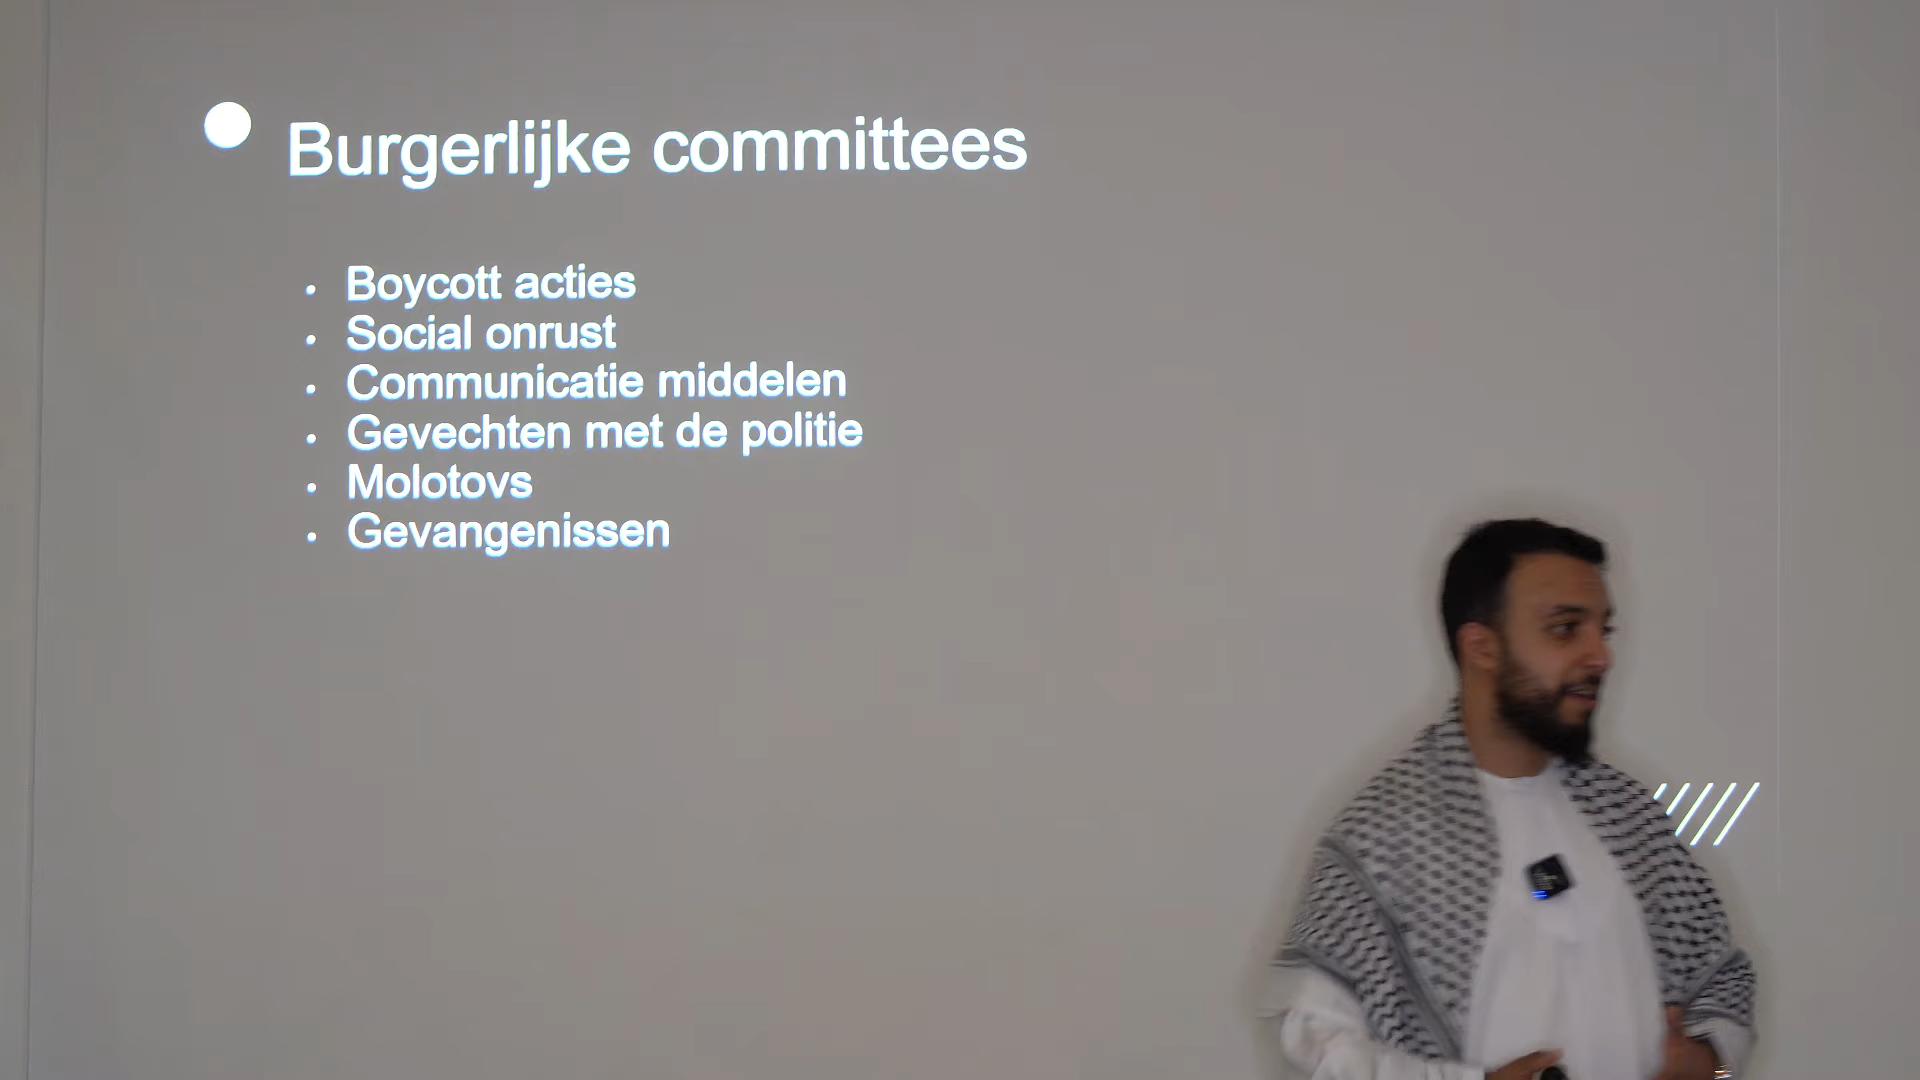 Burgerlijke committees
Boycott acties
Social onrust
Communicatie middelen
Gevechten met de politie
Molotovs
Gevangenissen